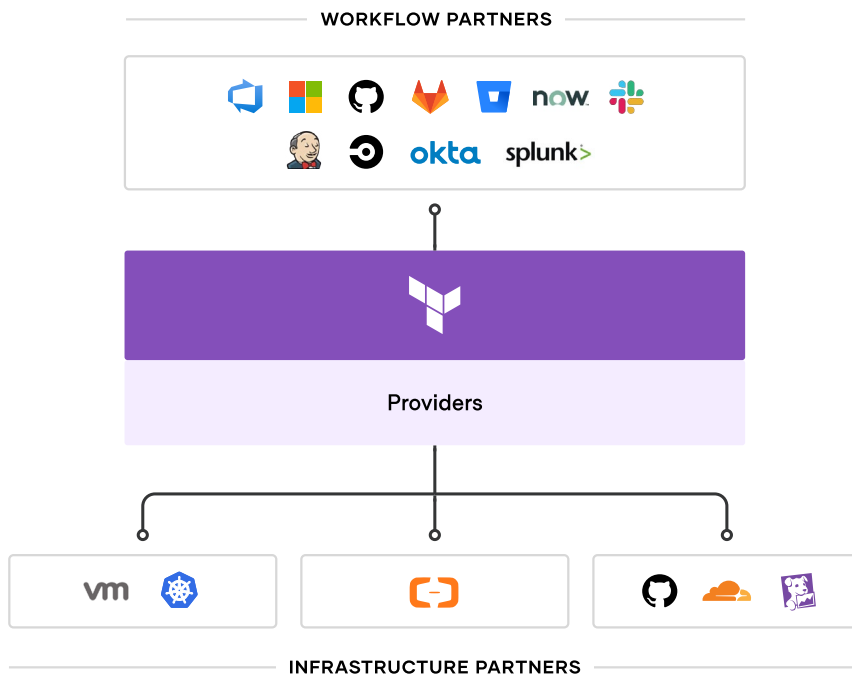 WORKFLOW PARTNERS
now.
okta splunk>
Providers
vm
INFRASTRUCTURE PARTNERS